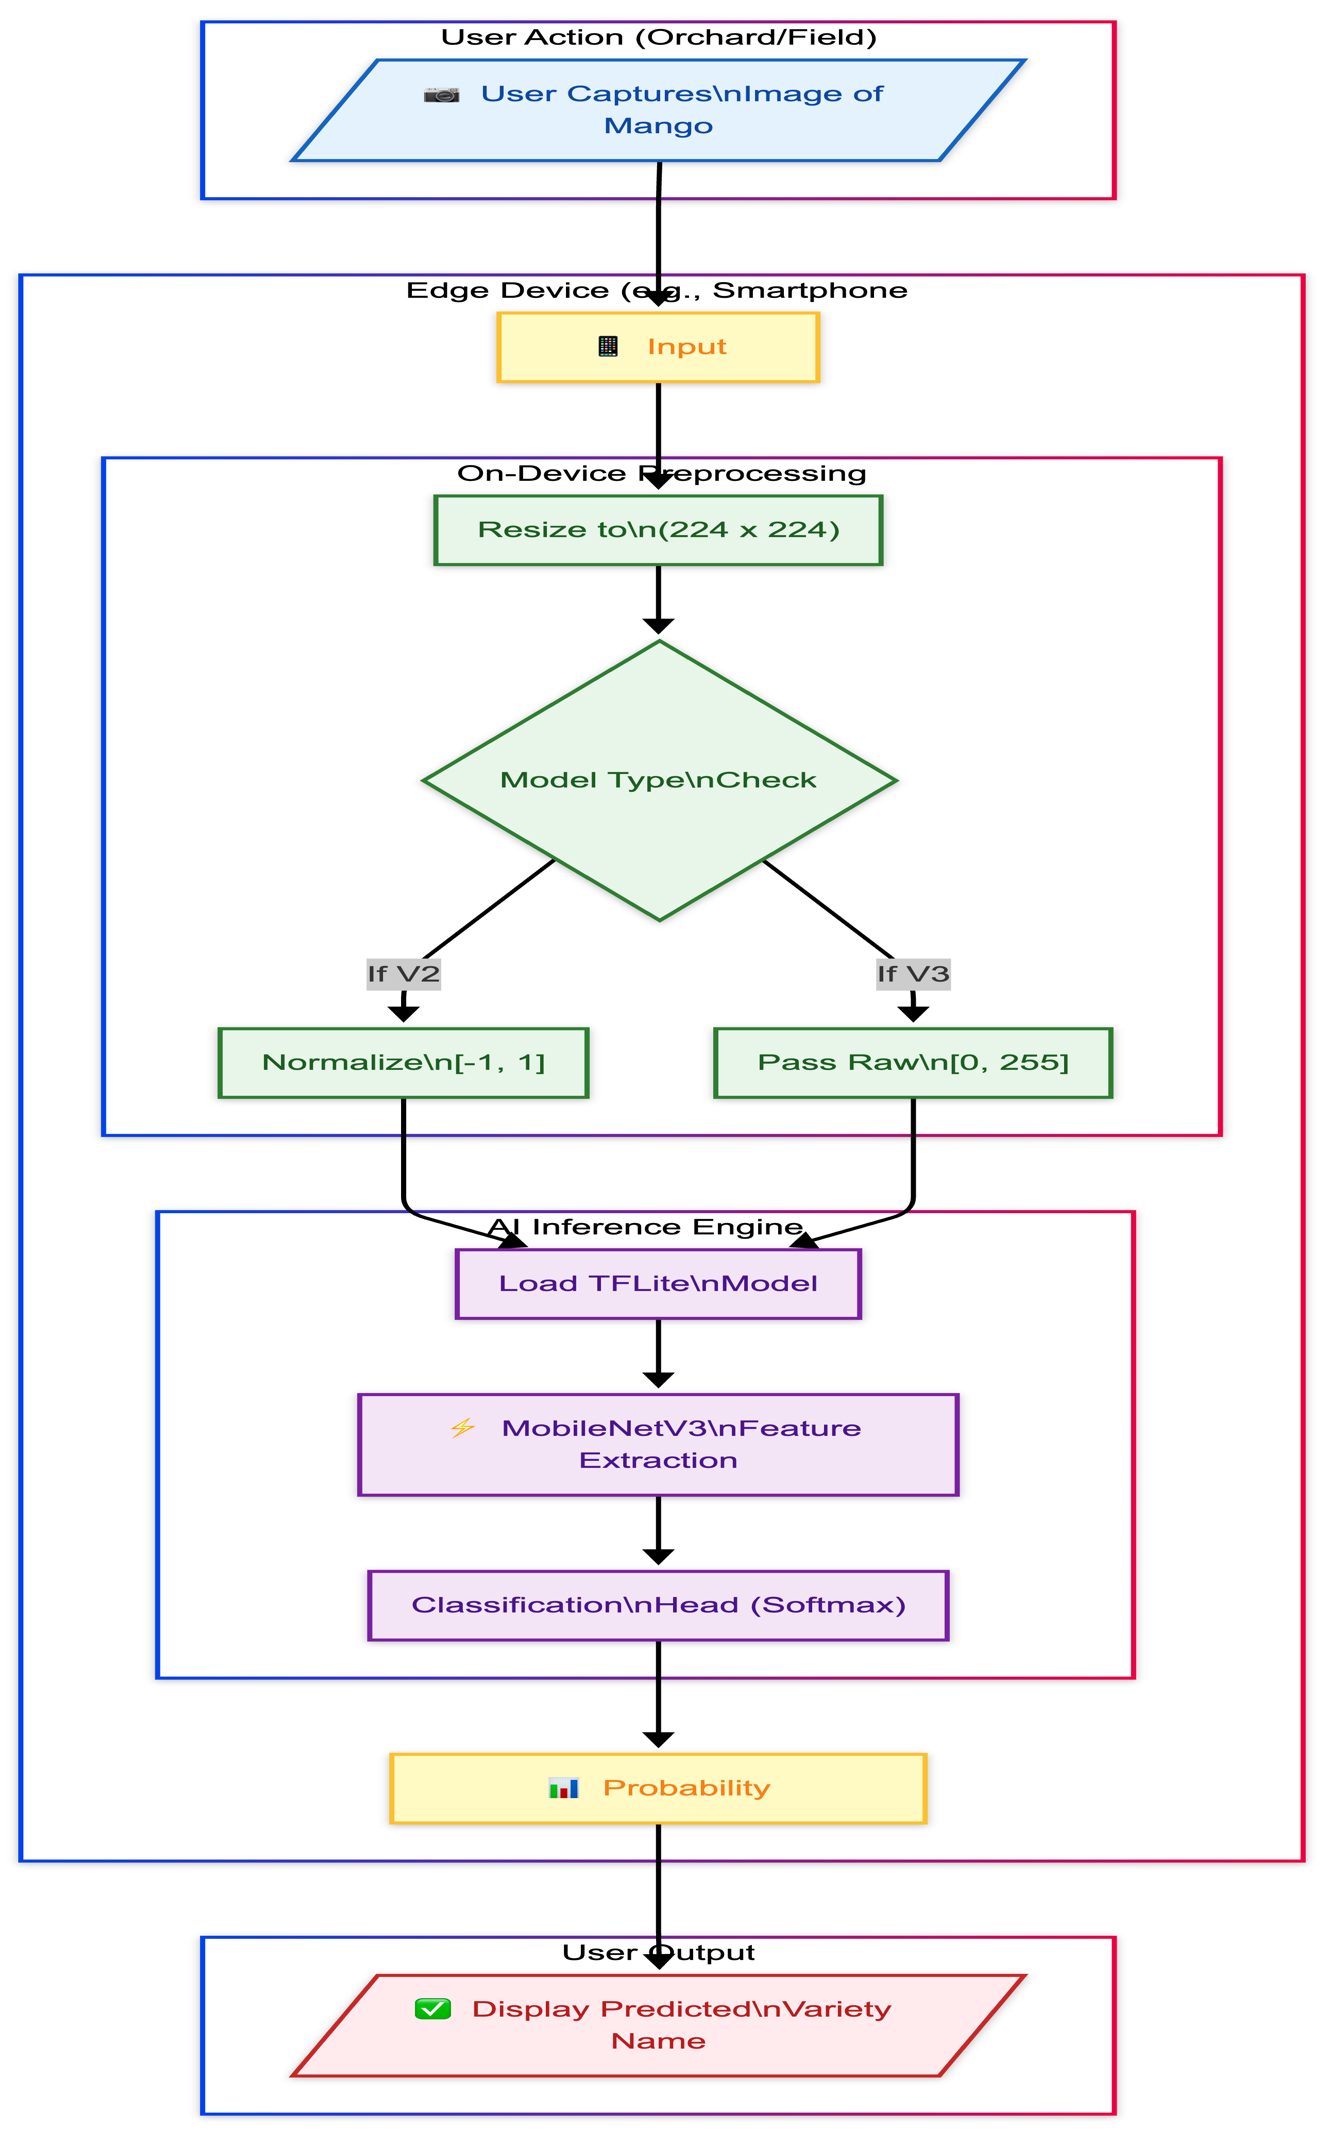 User Action (Orchard/Field)
User Captures\nImage of
Mango
Edge Device (e.g., Smartphone
Input
On-Device Preprocessing
Resize to\n(224 x 224)
Model Type\nCheck
If V2
If V3
Normalize\n[-1, 1]
Pass Raw\n[0, 255]
AI Inference Engine
Load TFLite\nModel
MobileNetV3\nFeature
Extraction
Classification\nHead (Softmax)
Probability
User Output
Display Predicted\nVariety
Name